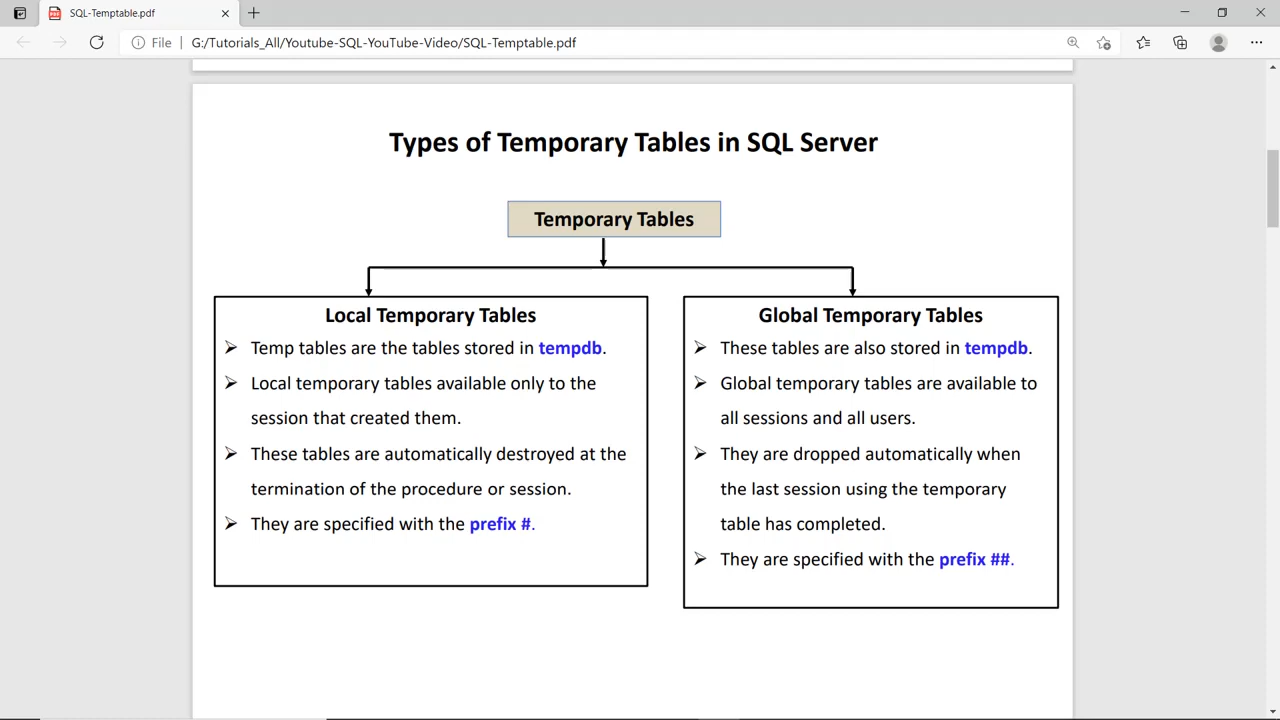 SQL-Temptable.pdf
File | G:/Tutorials_All/Youtube-SQL-YouTube-Video/SQL-Temptable.pdf
Types of Temporary Tables in SQL Server
Temporary Tables
Local Temporary Tables
Temp tables are the tables stored in tempdb.
Local temporary tables available only to the
session that created them.
These tables are automatically destroyed at the
termination of the procedure or session.
They are specified with the prefix #.
Global Temporary Tables
These tables are also stored in tempdb.
Global temporary tables are available to
all sessions and all users.
They are dropped automatically when
the last session using the temporary
table has completed.
They are specified with the prefix ##.